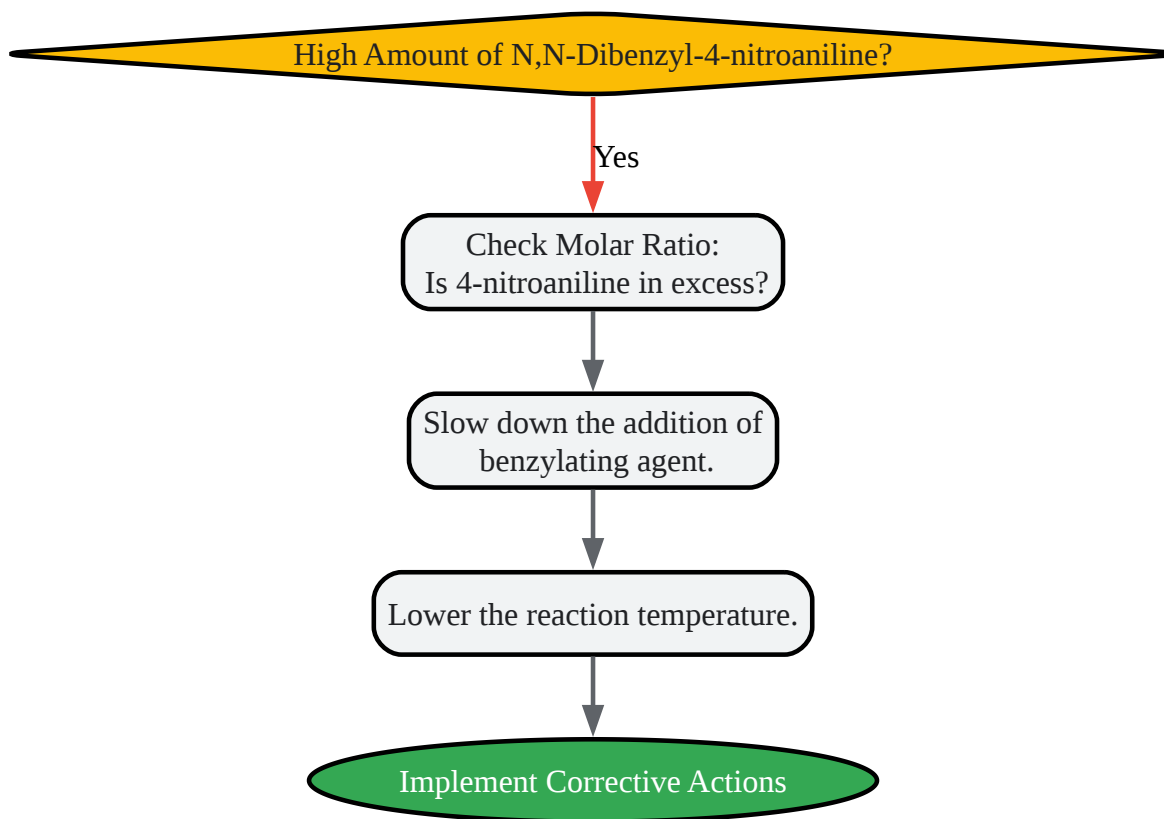 High Amount of N,N-Dibenzyl-4-nitroaniline?
Yes
Check Molar Ratio:
Is 4-nitroaniline in excess?
Slow down the addition of
benzylating agent.
Lower the reaction temperature.
Implement Corrective Actions